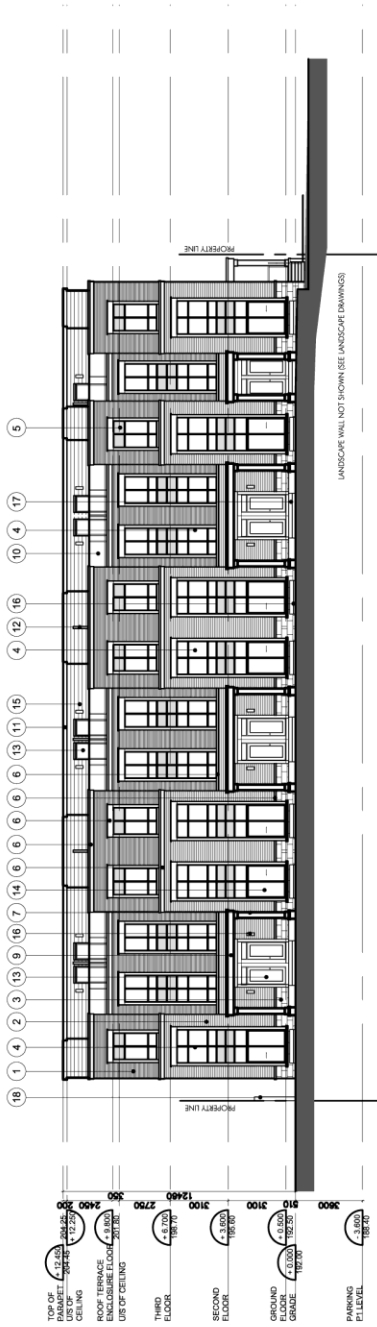 18 1 4 2 3 13 9 16 7 14 6 6 6 6 13 11 15 4 12 16 10 4 17 5
TOP OF
PARAPET
+ 12.450
204.45
U/S OF
CEILING
+ 12.250
204.25
200
2450
ROOF TERRACE
ENCLOSURE FLOOR
+ 9.800
201.80
350
U/S OF CEILING
2750
12460
THIRD
FLOOR
+ 6.700
198.70
3100
SECOND
FLOOR
+ 3.600
195.60
3100
GROUND
FLOOR
+ 0.500
192.50
510
GRADE
+ 0.000
192.00
3600
PARKING
P1 LEVEL
- 3.600
188.40
PROPERTY LINE
PROPERTY LINE
LANDSCAPE WALL NOT SHOWN (SEE LANDSCAPE DRAWINGS)